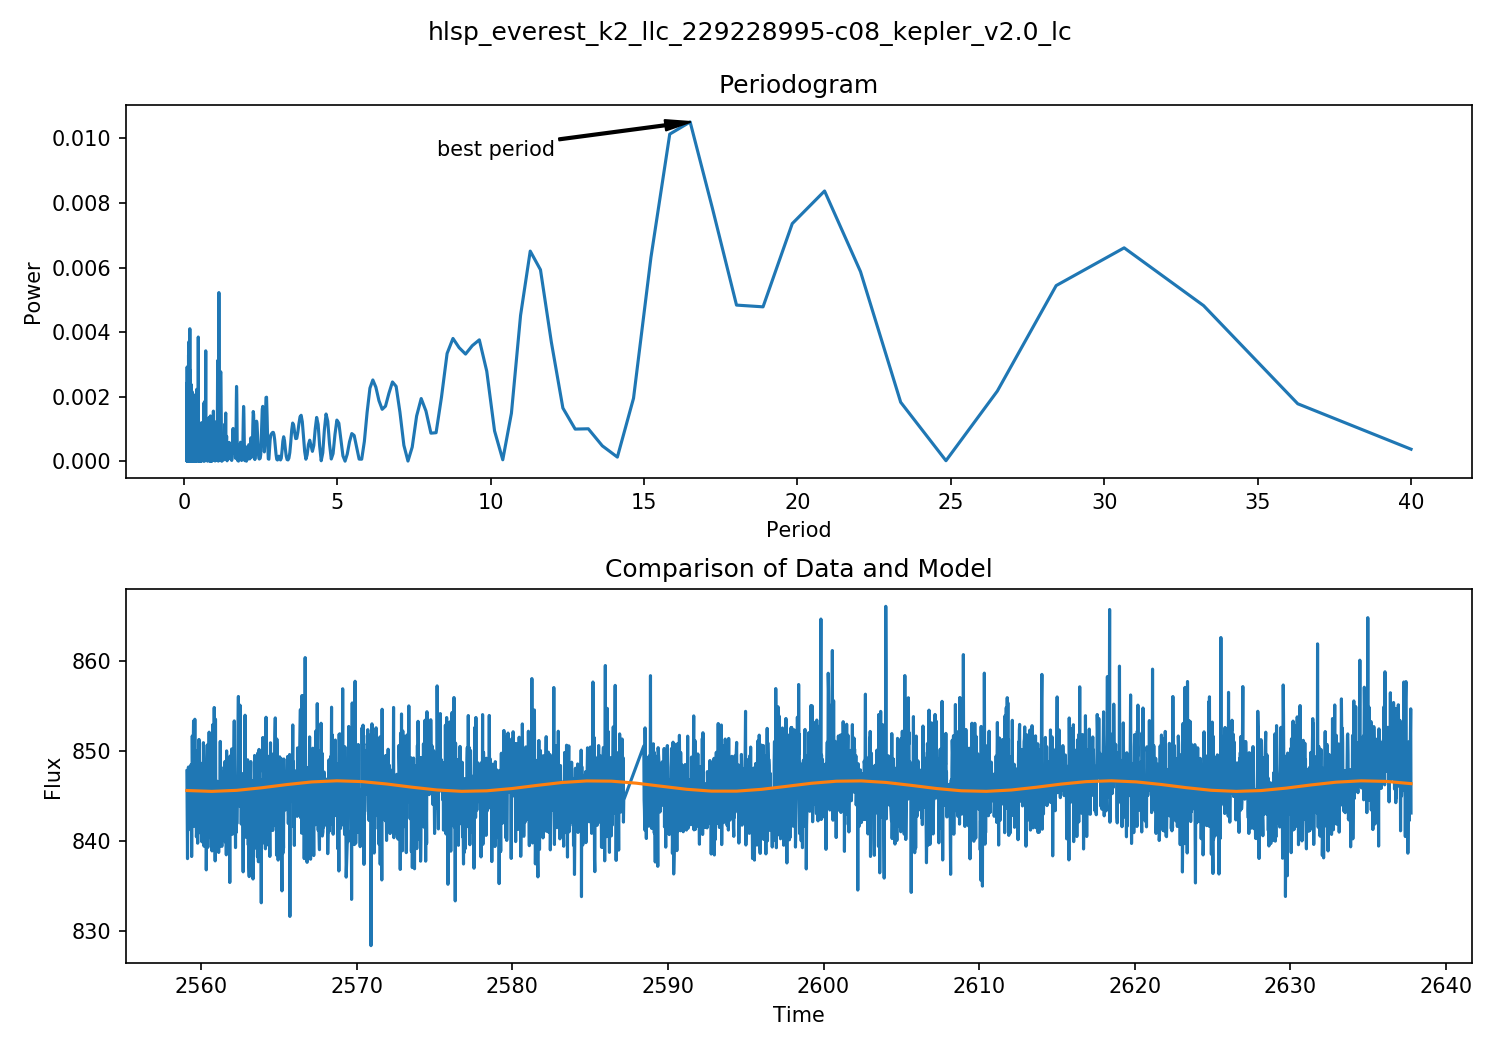 hlsp_everest_k2_llc_229228995-c08_kepler_v2.0_lc
Periodogram
0.010
0.008
0.006
0.004
0.002
0.000
Power
best period
0 5 10 15 20 25 30 35 40
Period
Comparison of Data and Model
860
850
840
830
Flux
2560 2570 2580 2590 2600 2610 2620 2630 2640
Time